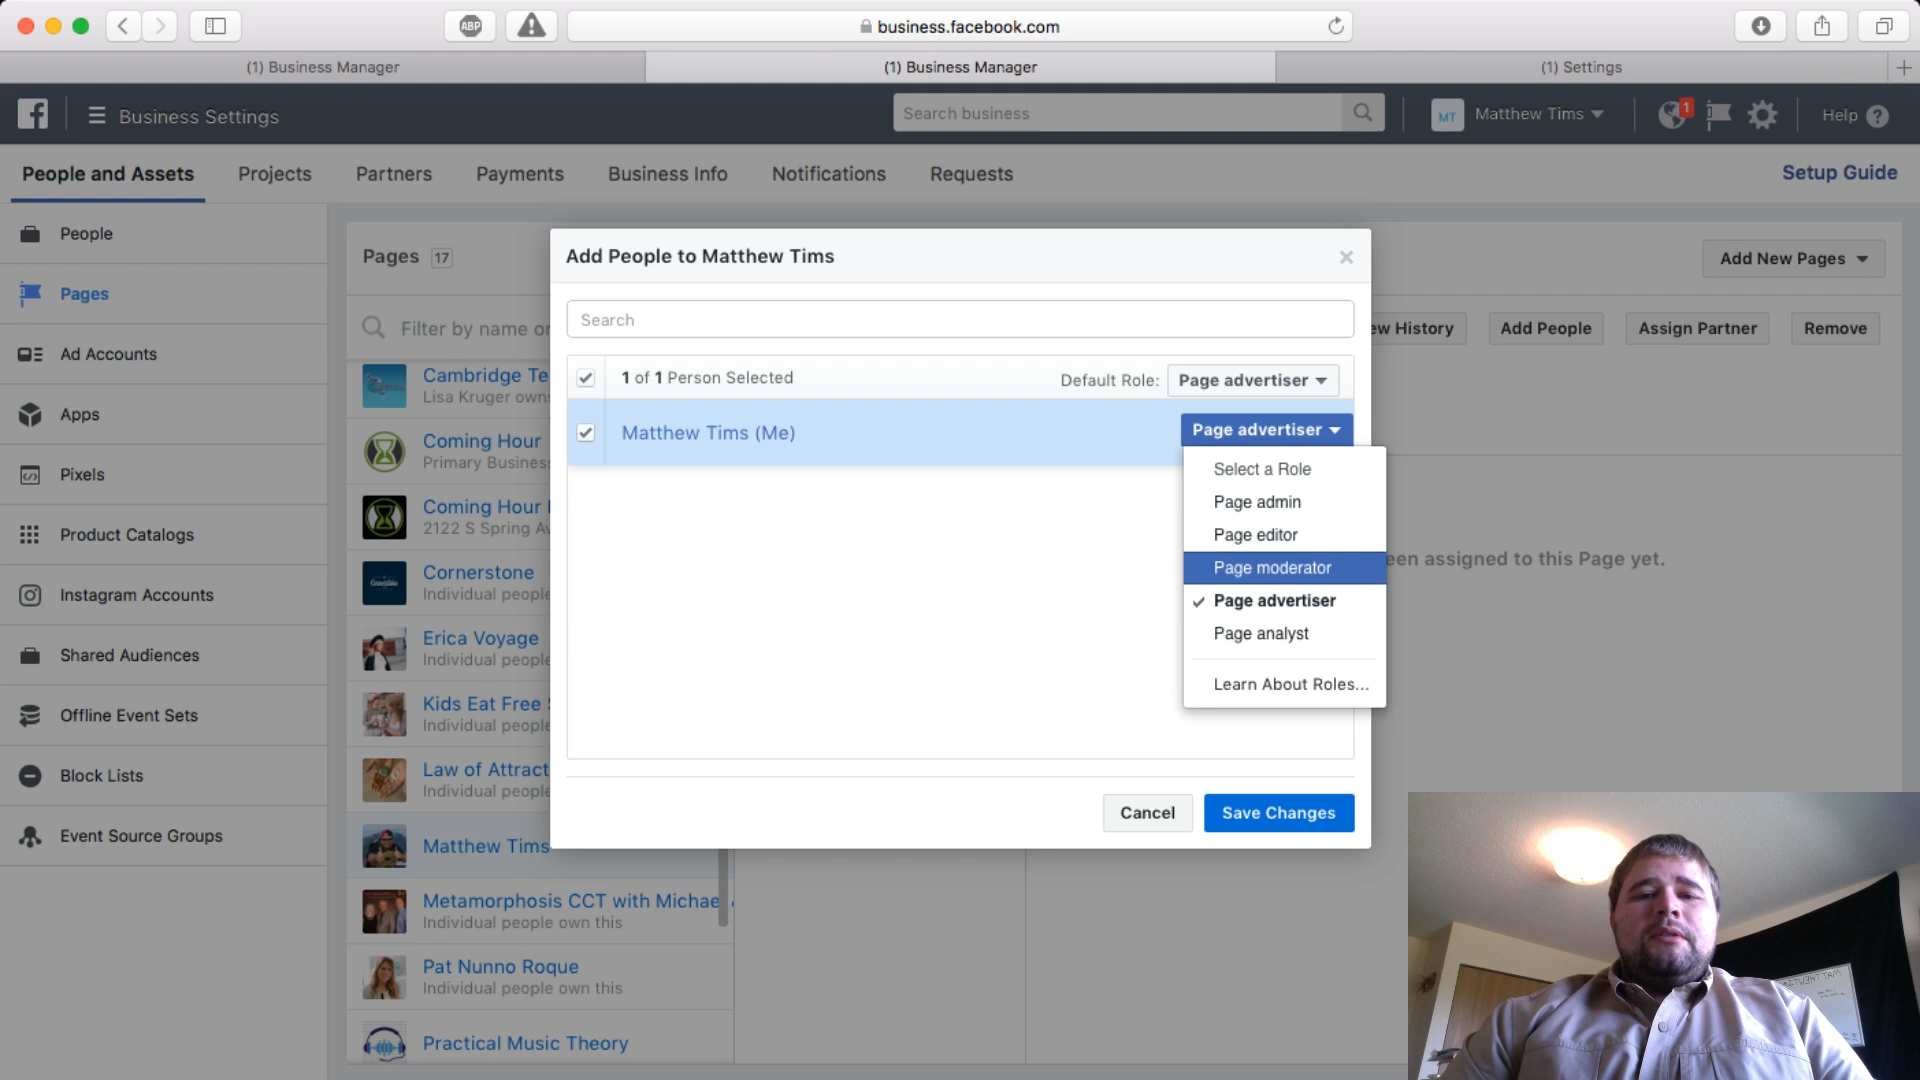 ABP
business.facebook.com
(1) Business Manager
(1) Business Manager
(1) Settings
Business Settings
Search business
MT
Matthew Tims
1
Help
People and Assets
Projects
Partners
Payments
Business Info
Notifications
Requests
Setup Guide
People
Pages
Ad Accounts
Apps
Pixels
Product Catalogs
Instagram Accounts
Shared Audiences
Offline Event Sets
Block Lists
Event Source Groups
Pages 17
Add New Pages
Filter by name or
ew History
Add People
Assign Partner
Remove
Cambridge Te
Lisa Kruger owns
Coming Hour
Primary Business
Coming Hour
2122 S Spring Av
Cornerstone
Individual people
Erica Voyage
Individual people
Kids Eat Free
Individual people
Law of Attract
Individual people
Matthew Tims
Metamorphosis CCT with Michae
Individual people own this
Pat Nunno Roque
Individual people own this
Practical Music Theory
een assigned to this Page yet.
Add People to Matthew Tims
Search
1 of 1 Person Selected
Default Role:
Page advertiser
Matthew Tims (Me)
Page advertiser
Select a Role
Page admin
Page editor
Page moderator
Page advertiser
Page analyst
Learn About Roles...
Cancel
Save Changes